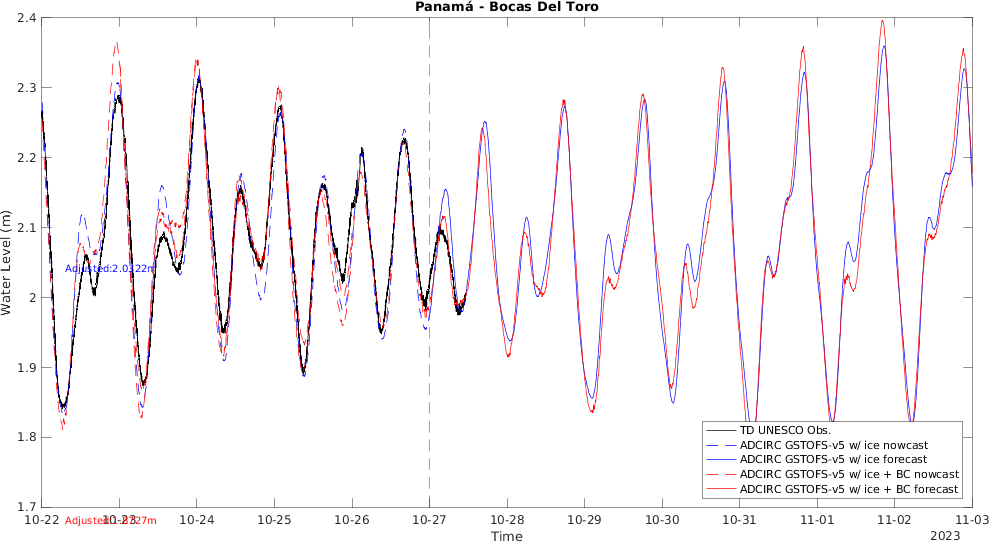 Panamá - Bocas Del Toro
Water Level (m)
2.4
2.3
2.2
2.1
2
1.9
1.8
1.7
Adjusted:2.0322m
TD UNESCO Obs.
ADCIRC GSTOFS-v5 w/ ice nowcast
ADCIRC GSTOFS-v5 w/ ice forecast
ADCIRC GSTOFS-v5 w/ ice + BC nowcast
ADCIRC GSTOFS-v5 w/ ice + BC forecast
10-22 10-23 10-24 10-25 10-26 10-27 10-28 10-29 10-30 10-31 11-01 11-02 11-03
Time
2023